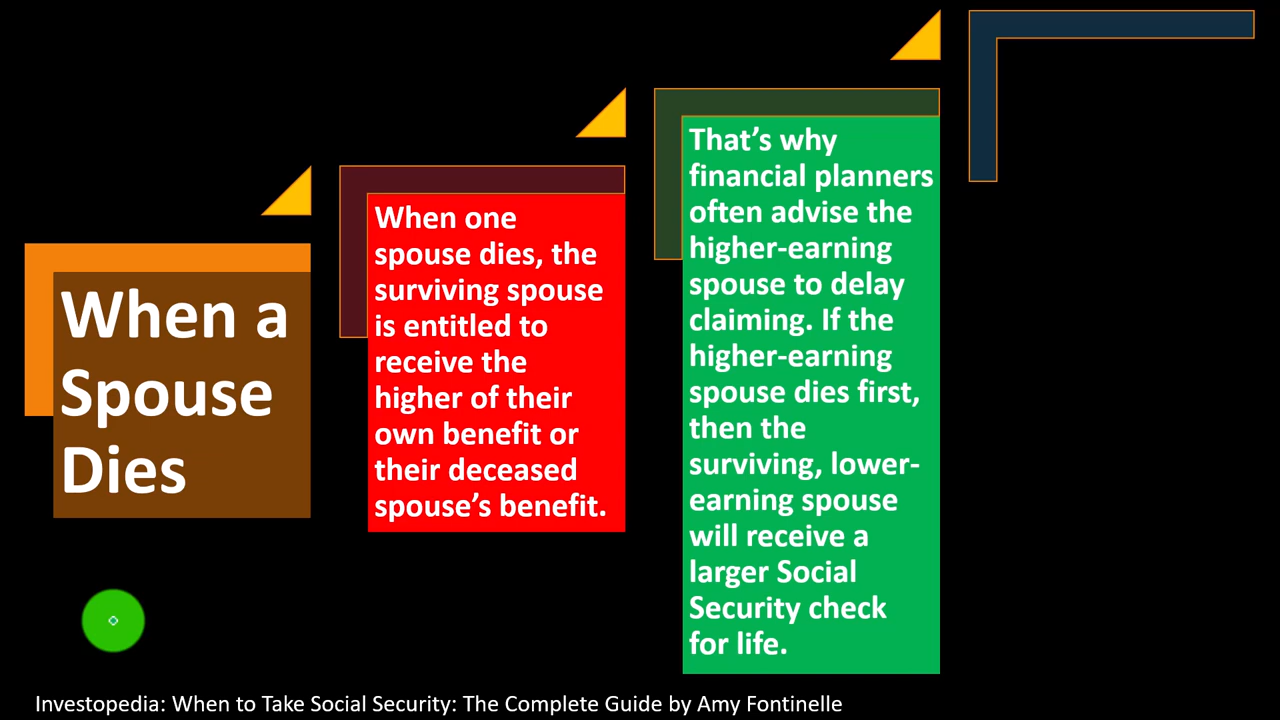 When a
Spouse
Dies
When one
spouse dies, the
surviving spouse
is entitled to
receive the
higher of their
own benefit or
their deceased
spouse’s benefit.
That’s why
financial planners
often advise the
higher-earning
spouse to delay
claiming. If the
higher-earning
spouse dies first,
then the
surviving, lower-
earning spouse
will receive a
larger Social
Security check
for life.
Investopedia: When to Take Social Security: The Complete Guide by Amy Fontinelle